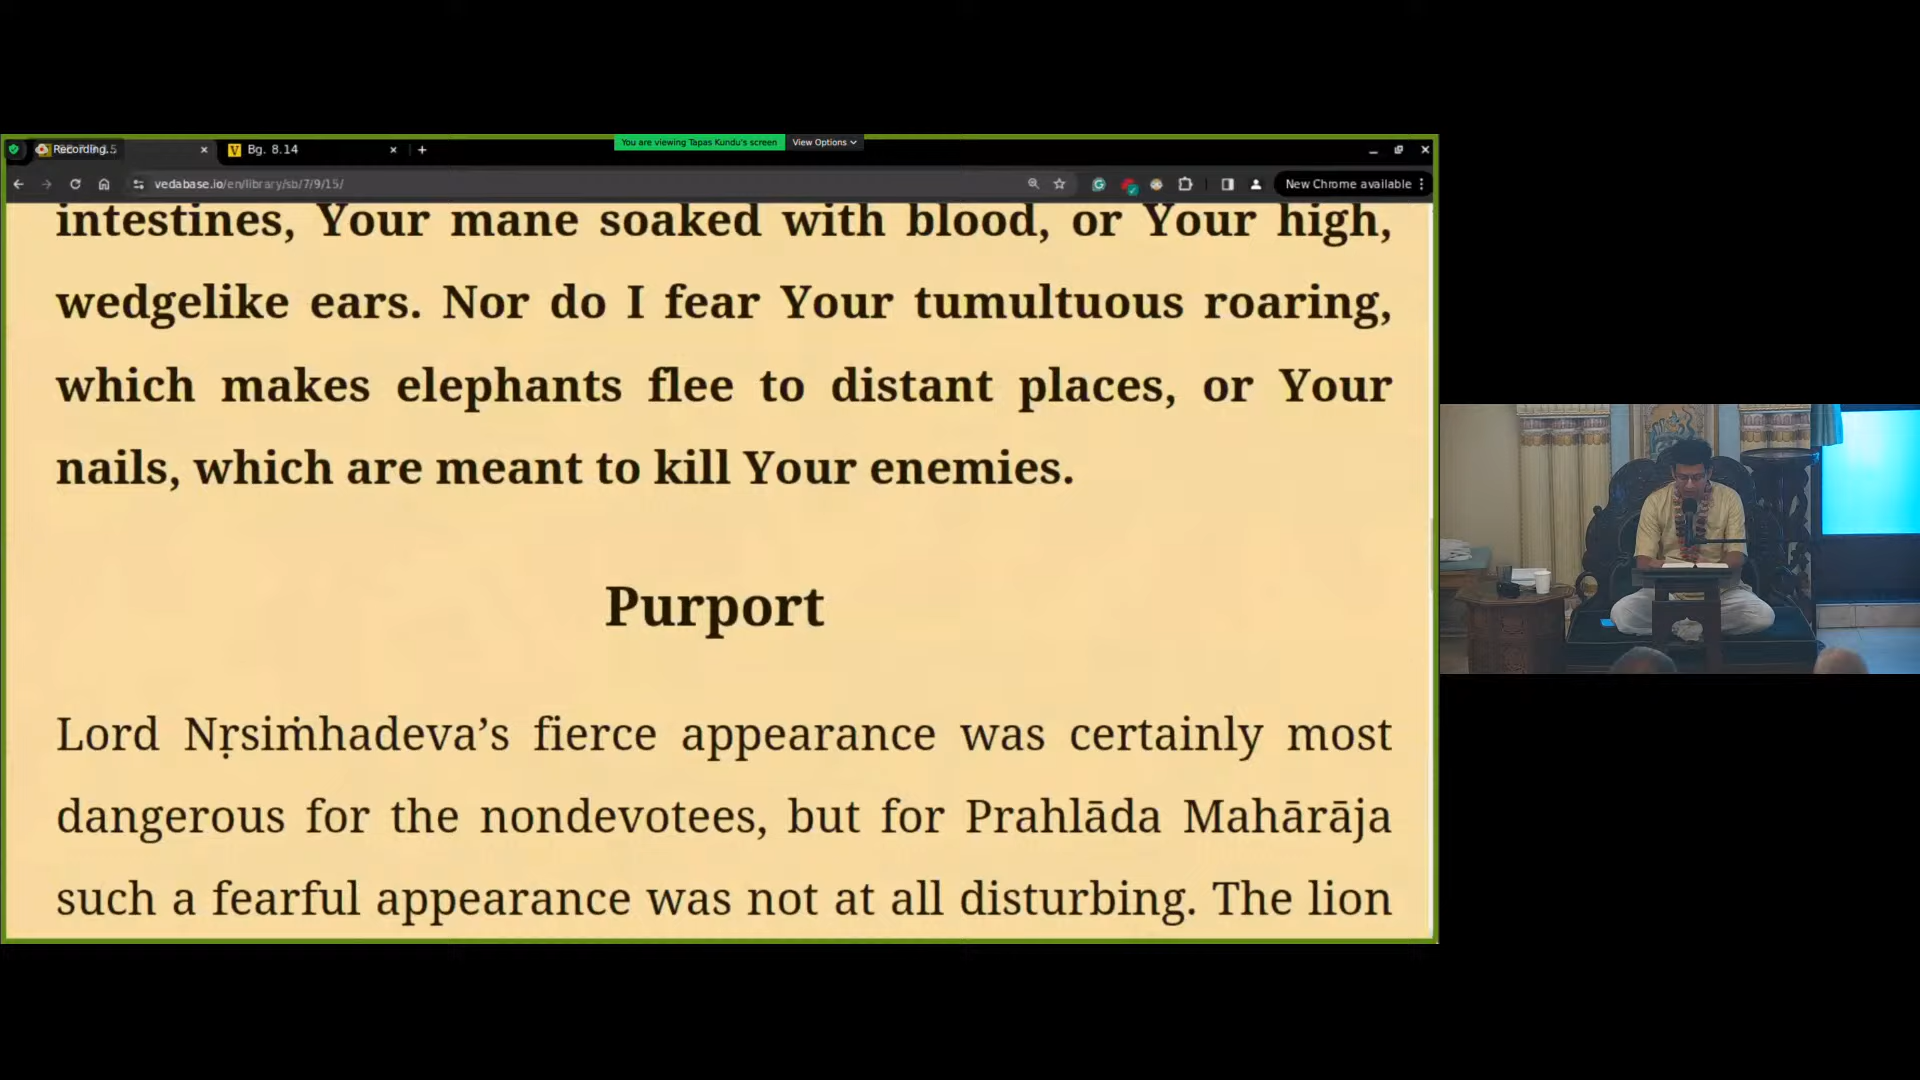 Recording...
Bg. 8.14
You are viewing Tapas Kundu's screen
View Options
vedabase.io/en/library/sb/7/9/15/
New Chrome available
intestines, Your mane soaked with blood, or Your high,
wedgelike ears. Nor do I fear Your tumultuous roaring,
which makes elephants flee to distant places, or Your
nails, which are meant to kill Your enemies.
Purport
Lord Nṛsiṁhadeva’s fierce appearance was certainly most
dangerous for the nondevotees, but for Prahlāda Mahārāja
such a fearful appearance was not at all disturbing. The lion